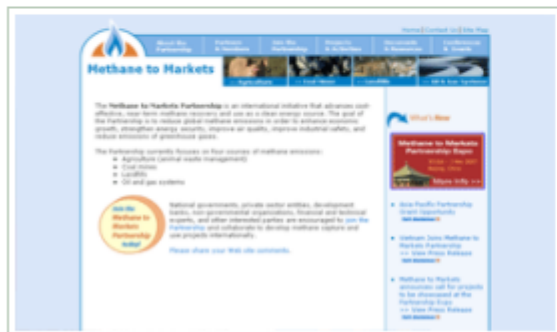 Home | Contact Us | Site Map
About the Partnership
Partners & Members
Join the Partnership
Projects & Activities
Documents & Resources
Conferences & Events
Methane to Markets
>> Agriculture
>> Coal Mines
>> Landfills
>> Oil & Gas Systems
The Methane to Markets Partnership is an international initiative that advances cost-
effective, near-term methane recovery and use as a clean energy source. The goal of
the Partnership is to reduce global methane emissions in order to enhance economic
growth, strengthen energy security, improve air quality, improve industrial safety, and
reduce emissions of greenhouse gases.
The Partnership currently focuses on four sources of methane emissions:
Agriculture (animal waste management)
Coal mines
Landfills
Oil and gas systems
Join the
Methane to
Markets
Partnership
today!
National governments, private sector entities, development
banks, non-governmental organizations, financial and technical
experts, and other interested parties are encouraged to join the
Partnership and collaborate to develop methane capture and
use projects internationally.
Please share your Web site comments.
What's New
Methane to Markets
Partnership Expo
More Info >>
Asia Pacific Partnership
Grant Opportunity
Vietnam Joins Methane to
Markets Partnership
>> View Press Release
Methane to Markets
announces call for projects
to be showcased at the
Partnership Expo
>> View Press Release